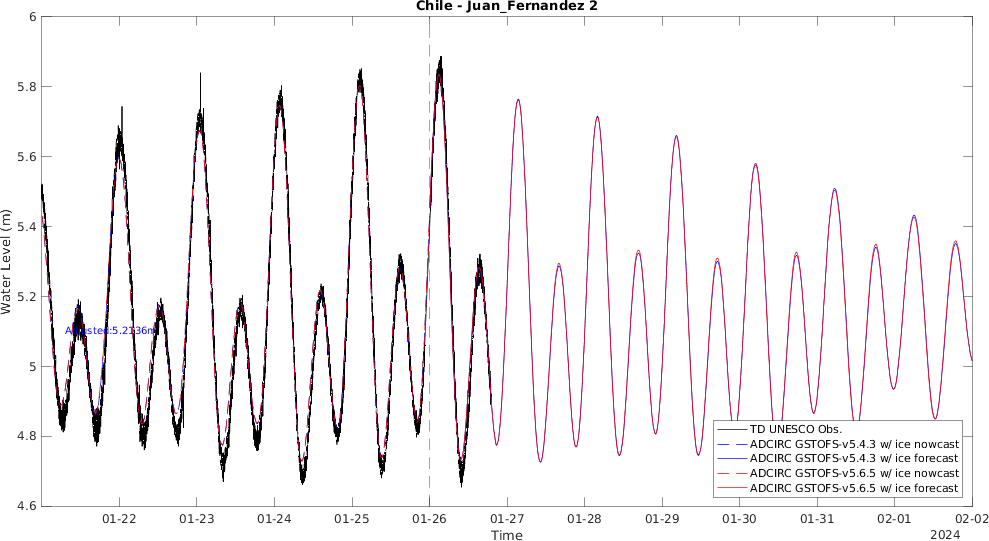 Chile - Juan_Fernandez 2
6
5.8
5.6
5.4
5.2
5
4.8
4.6
Water Level (m)
Adjusted:5.2136m
TD UNESCO Obs.
ADCIRC GSTOFS-v5.4.3 w/ ice nowcast
ADCIRC GSTOFS-v5.4.3 w/ ice forecast
ADCIRC GSTOFS-v5.6.5 w/ ice nowcast
ADCIRC GSTOFS-v5.6.5 w/ ice forecast
01-22 01-23 01-24 01-25 01-26 01-27 01-28 01-29 01-30 01-31 02-01 02-02
Time
2024